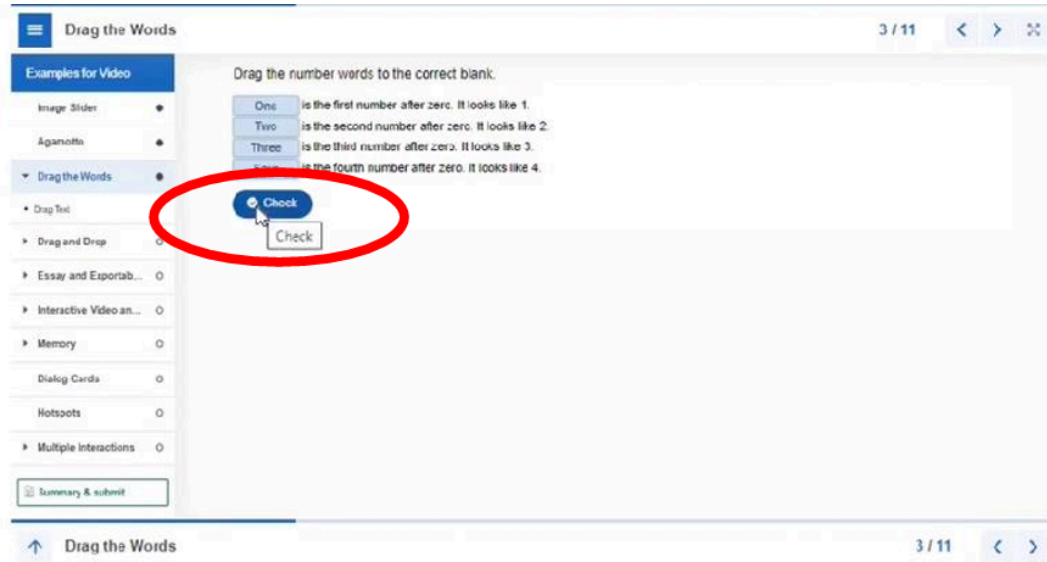 Drag the Words
3 / 11
Examples for Video
Image Slider
Agamotto
Drag the Words
Drag Text
Drag and Drop
Essay and Exportab...
Interactive Video an...
Memory
Dialog Cards
Hotspots
Multiple Interactions
Summary & submit
Drag the number words to the correct blank.
One is the first number after zero. It looks like 1.
Two is the second number after zero. It looks like 2.
Three is the third number after zero. It looks like 3.
Four is the fourth number after zero. It looks like 4.
Check
Check
Drag the Words
3 / 11